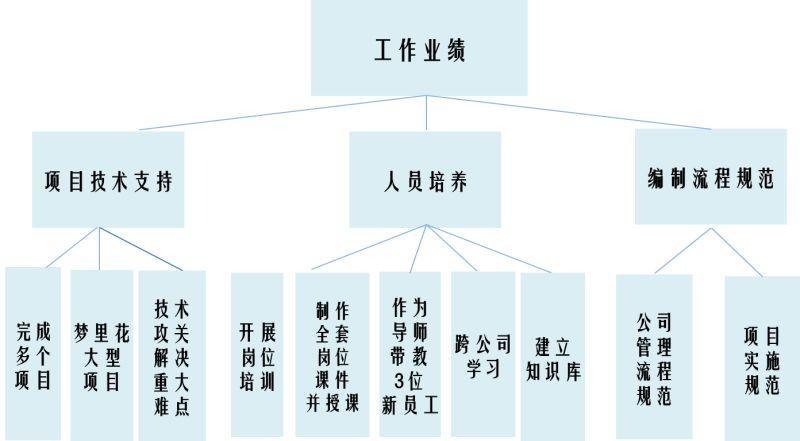 工作业绩
项目技术支持
人员培养
编制流程规范
完成
多个
项目
梦里花
大型
项目
技术
攻关
解决
重大
难点
开展
岗位
培训
制作
全套
岗位
课件
并授课
作为
导师
带教
3位
新员工
跨公司
学习
建立
知识库
公司
管理
流程
规范
项目
实施
规范